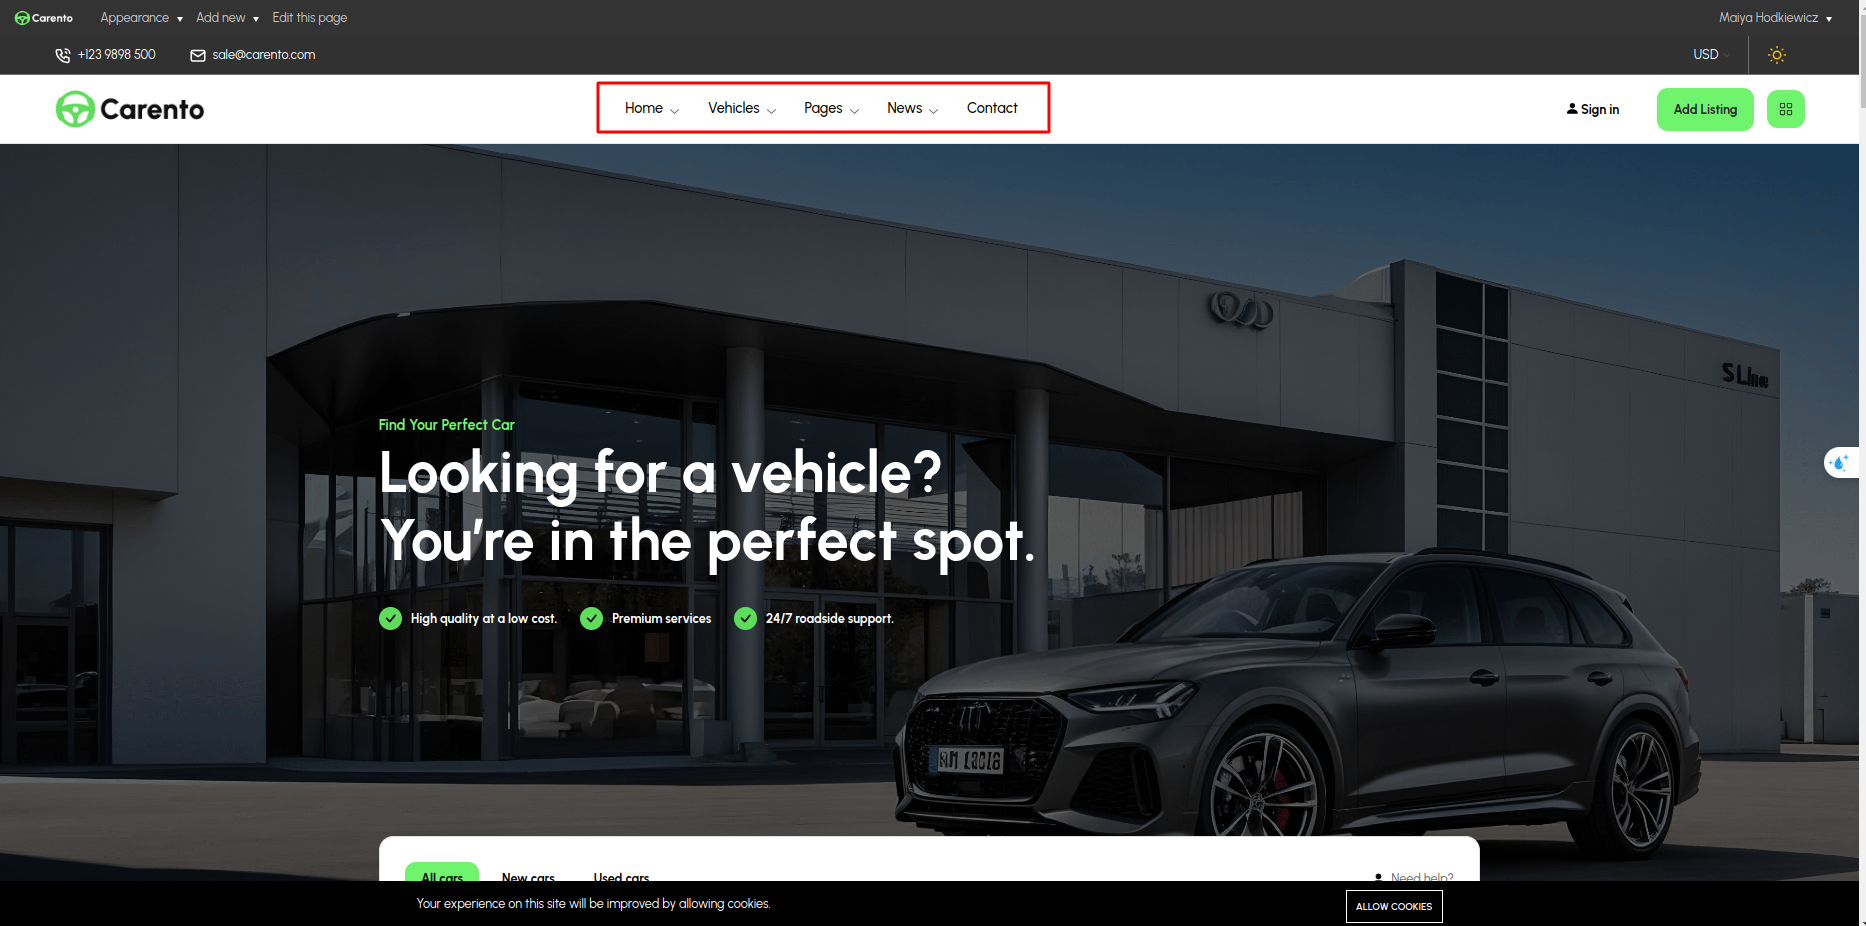 Carento Appearance Add new Edit this page Maiya Hodkiewicz
+123 9898 500 sale@carento.com USD
Carento Home Vehicles Pages News Contact Sign in Add Listing
S Line
Find Your Perfect Car
Looking for a vehicle?
You're in the perfect spot.
High quality at a low cost. Premium services 24/7 roadside support.
All cars New cars Used cars Need help?
Your experience on this site will be improved by allowing cookies. ALLOW COOKIES